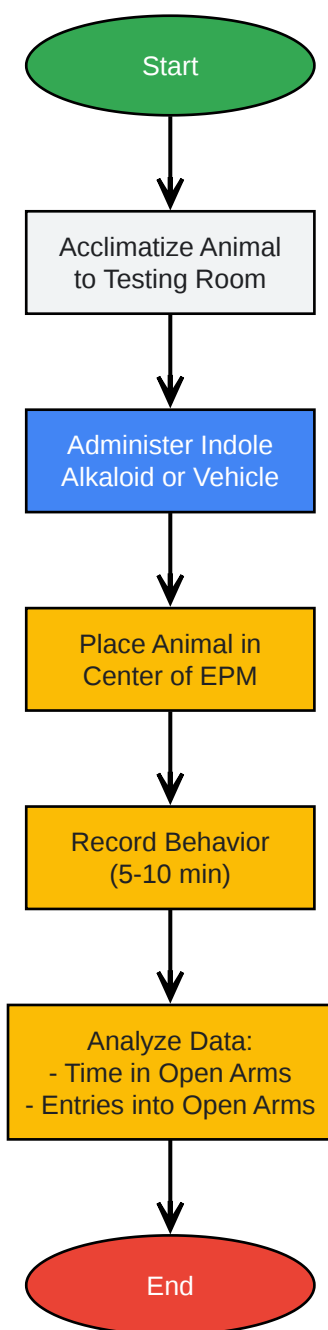 Start
Acclimatize Animal
to Testing Room
Administer Indole
Alkaloid or Vehicle
Place Animal in
Center of EPM
Record Behavior
(5-10 min)
Analyze Data:
- Time in Open Arms
- Entries into Open Arms
End